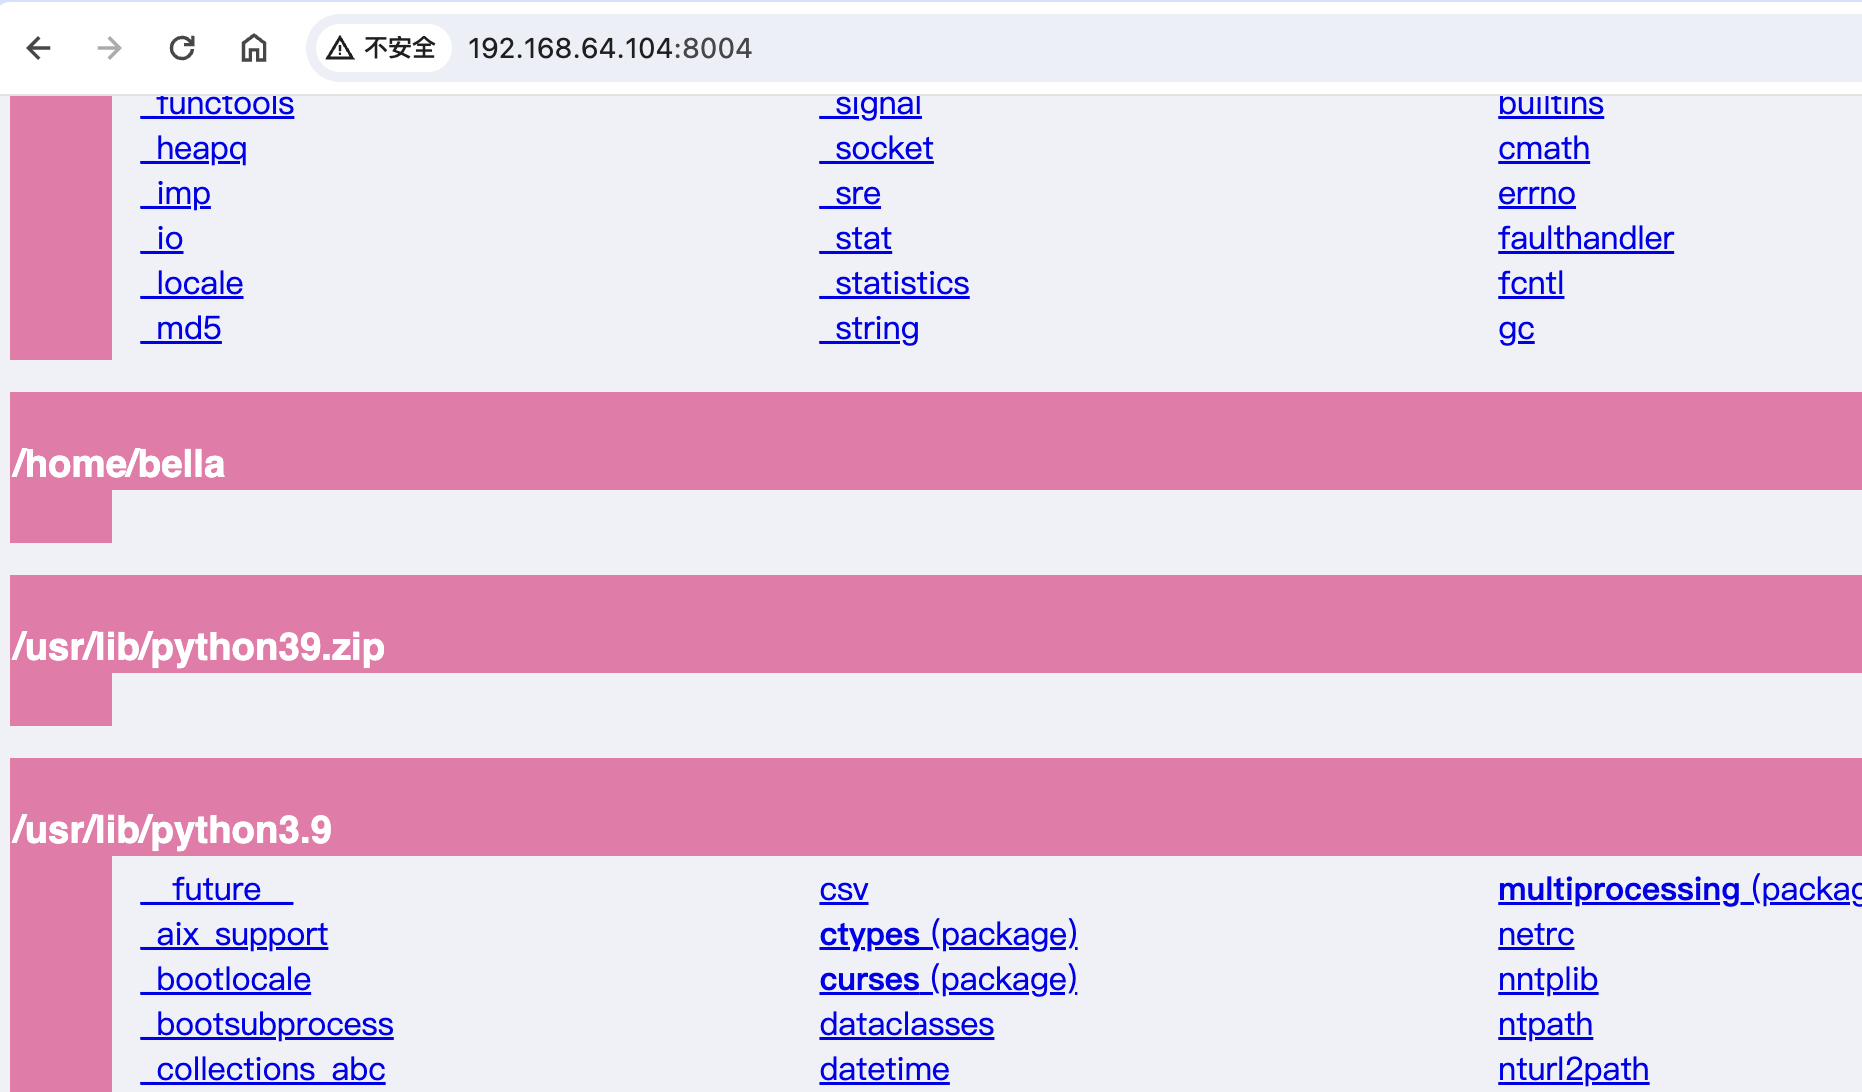 不安全 192.168.64.104:8004
_functools _signal builtins
_heapq _socket cmath
_imp _sre errno
_io _stat faulthandler
_locale _statistics fcntl
_md5 _string gc
/home/bella
/usr/lib/python39.zip
/usr/lib/python3.9
__future__ csv multiprocessing (packag
_aix_support ctypes (package) netrc
_bootlocale curses (package) nntplib
_bootsubprocess dataclasses ntpath
_collections_abc datetime nturl2path